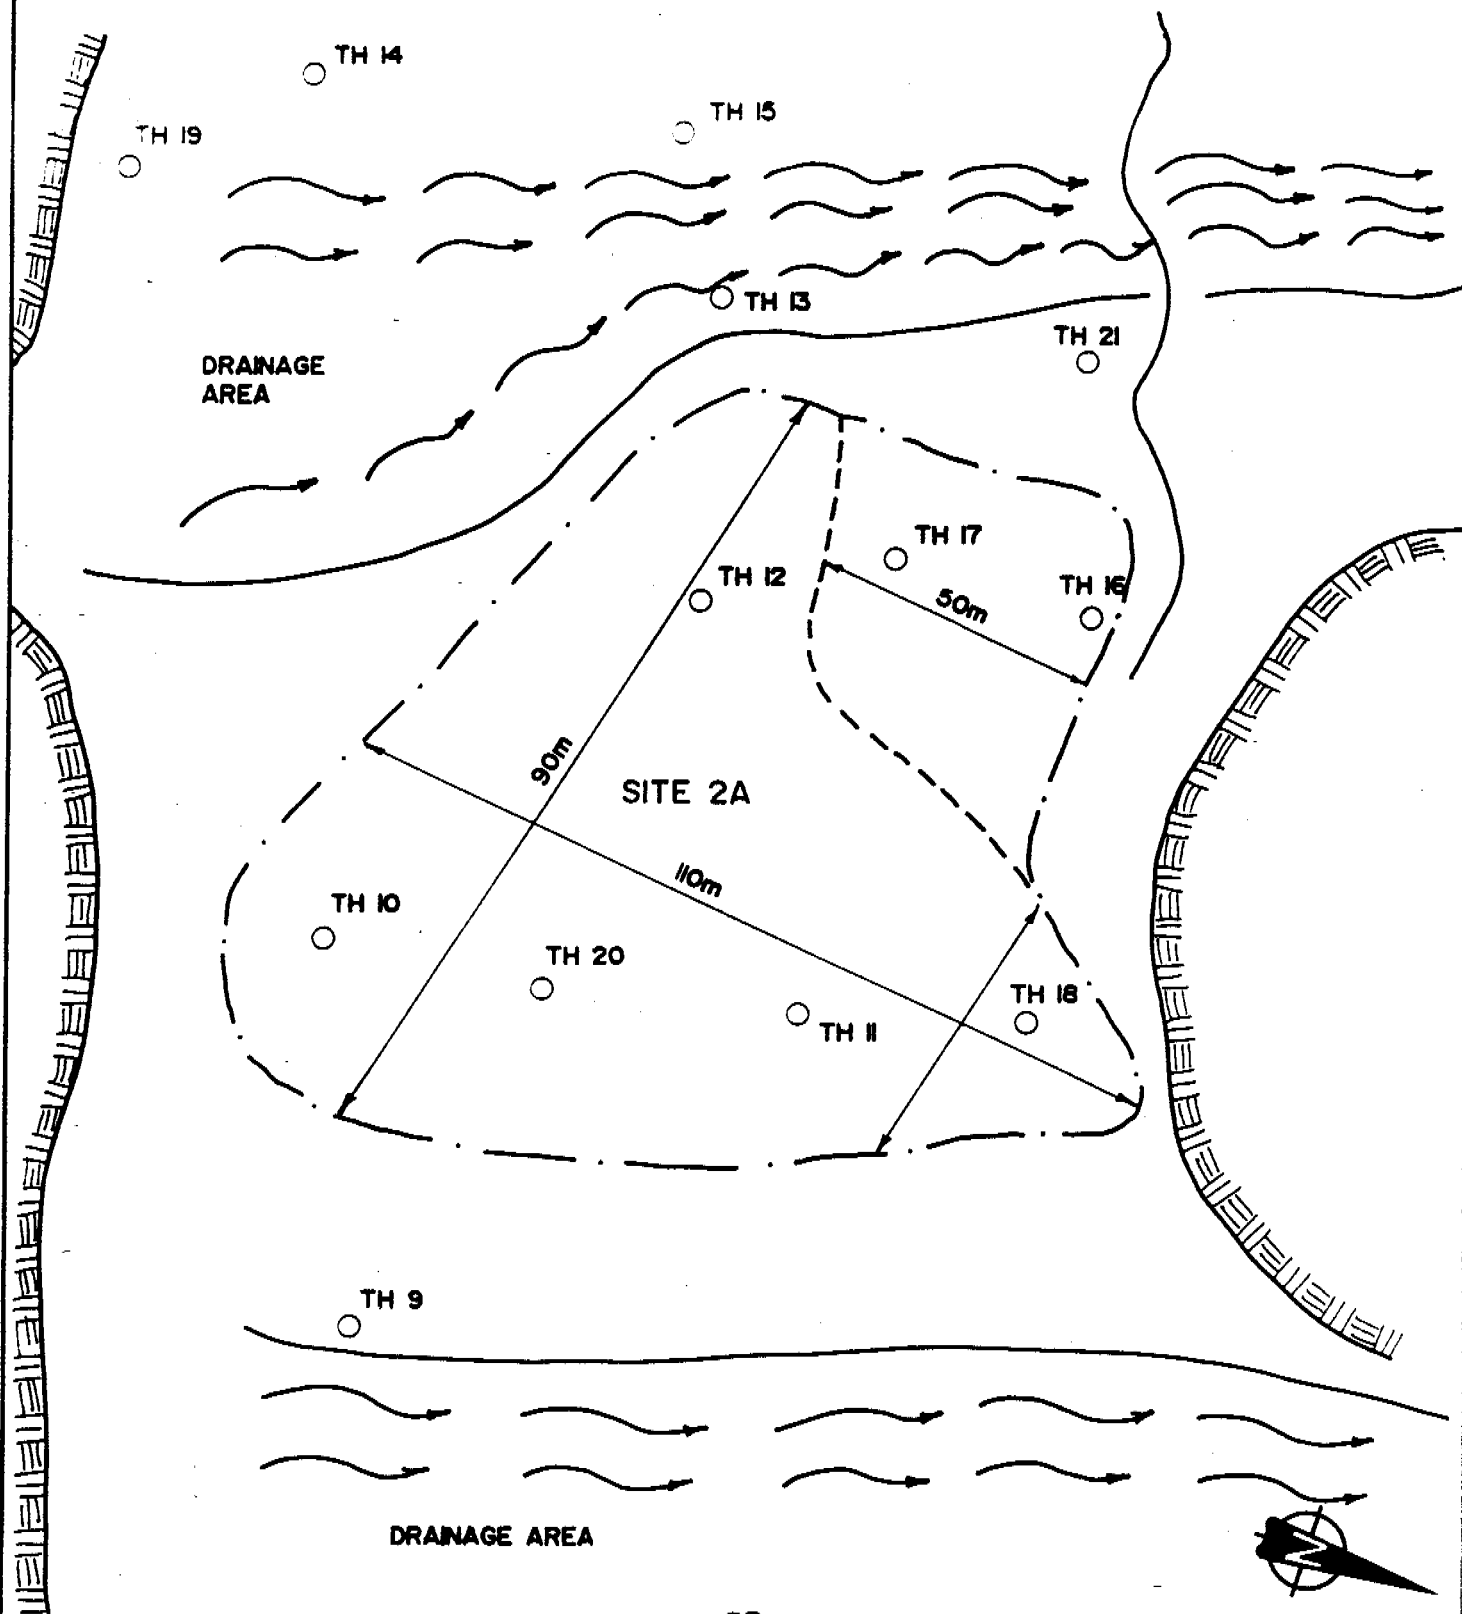 TH 14
TH 15
TH 19
TH 13
TH 21
DRAINAGE
AREA
TH 17
TH 12
TH 16
50m
90m
SITE 2A
110m
TH 10
TH 20
TH 18
TH 11
TH 9
DRAINAGE AREA
N